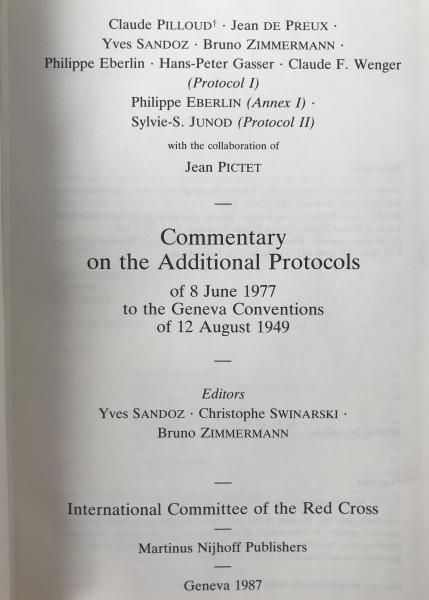 Claude PILLOUD† · Jean DE PREUX ·
Yves SANDOZ · Bruno ZIMMERMANN ·
Philippe Eberlin · Hans-Peter Gasser · Claude F. Wenger
(Protocol I)
Philippe EBERLIN (Annex I) ·
Sylvie-S. JUNOD (Protocol II)
with the collaboration of
Jean PICTET
—
Commentary
on the Additional Protocols
of 8 June 1977
to the Geneva Conventions
of 12 August 1949
—
Editors
Yves SANDOZ · Christophe SWINARSKI ·
Bruno ZIMMERMANN
—
International Committee of the Red Cross
—
Martinus Nijhoff Publishers
—
Geneva 1987